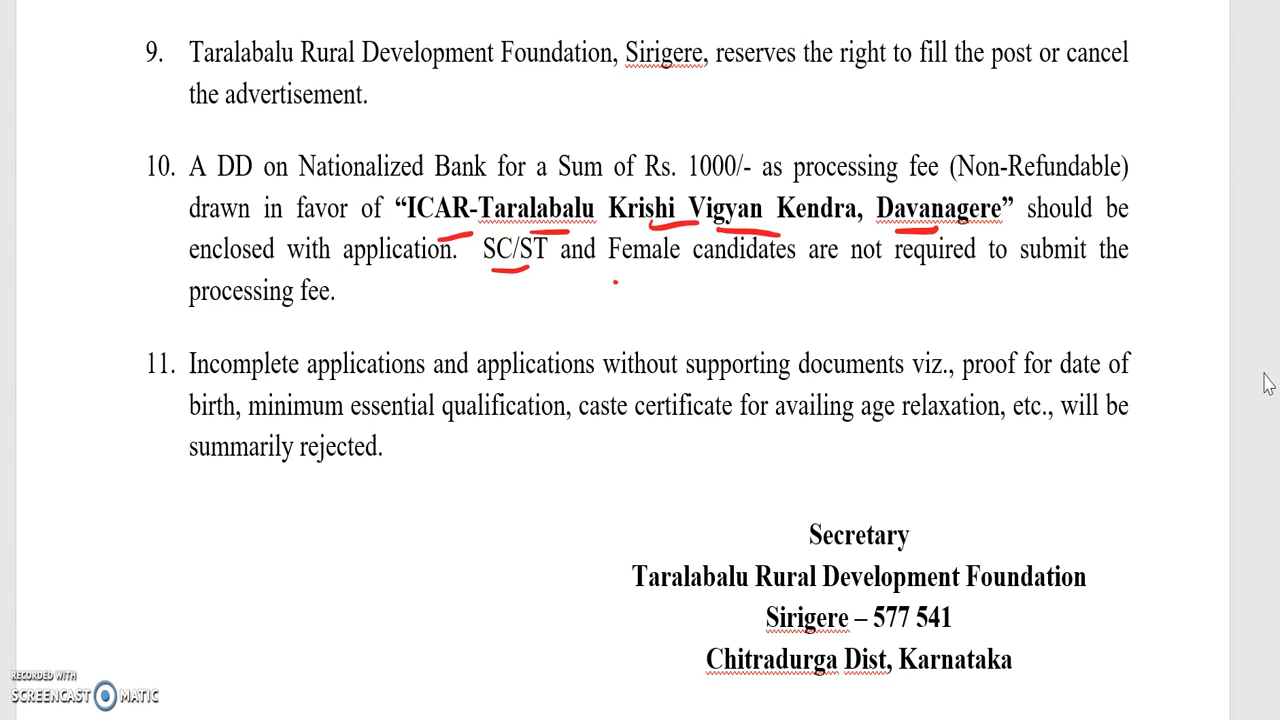 9. Taralabalu Rural Development Foundation, Sirigere, reserves the right to fill the post or cancel
the advertisement.
10. A DD on Nationalized Bank for a Sum of Rs. 1000/- as processing fee (Non-Refundable)
drawn in favor of “ICAR-Taralabalu Krishi Vigyan Kendra, Davanagere” should be
enclosed with application. SC/ST and Female candidates are not required to submit the
processing fee.
11. Incomplete applications and applications without supporting documents viz., proof for date of
birth, minimum essential qualification, caste certificate for availing age relaxation, etc., will be
summarily rejected.
Secretary
Taralabalu Rural Development Foundation
Sirigere – 577 541
Chitradurga Dist, Karnataka
RECORDED WITH
SCREENCAST MATIC